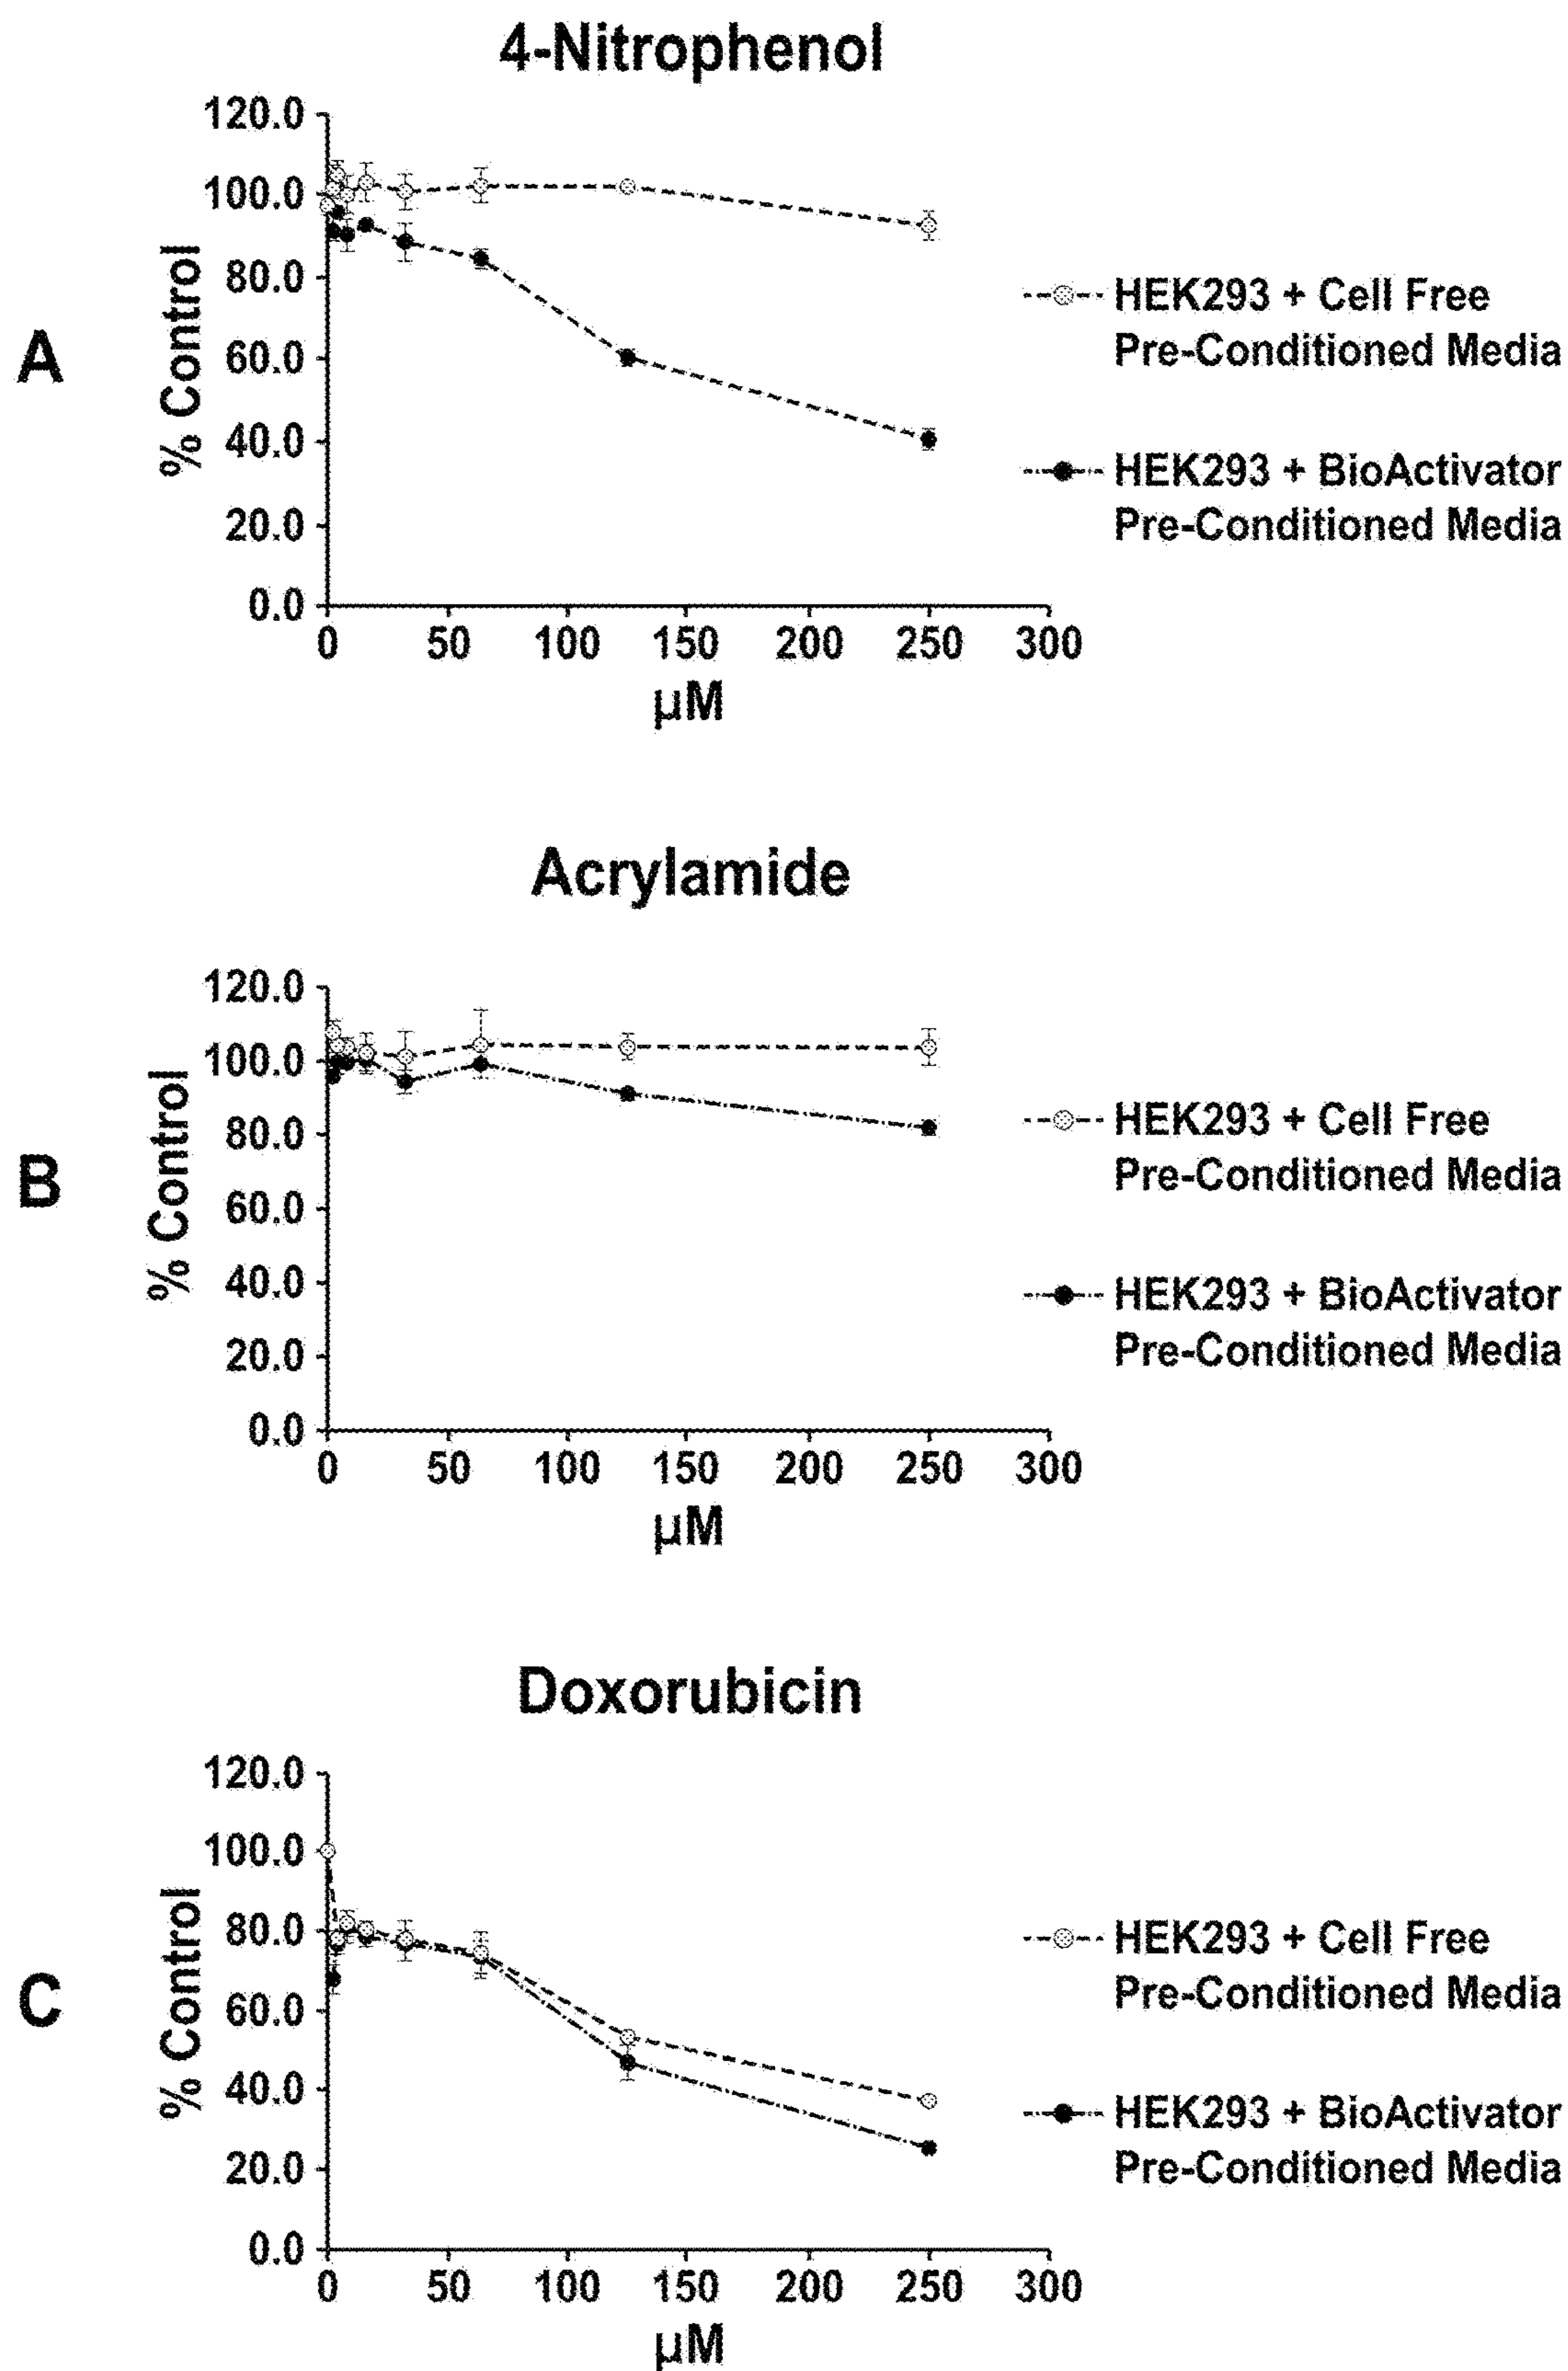 4-Nitrophenol
A
% Control
120.0
100.0
80.0
60.0
40.0
20.0
0.0
0 50 100 150 200 250 300
µM
HEK293 + Cell Free
Pre-Conditioned Media
HEK293 + BioActivator
Pre-Conditioned Media
Acrylamide
B
% Control
120.0
100.0
80.0
60.0
40.0
20.0
0.0
0 50 100 150 200 250 300
µM
HEK293 + Cell Free
Pre-Conditioned Media
HEK293 + BioActivator
Pre-Conditioned Media
Doxorubicin
C
% Control
120.0
100.0
80.0
60.0
40.0
20.0
0.0
0 50 100 150 200 250 300
µM
HEK293 + Cell Free
Pre-Conditioned Media
HEK293 + BioActivator
Pre-Conditioned Media